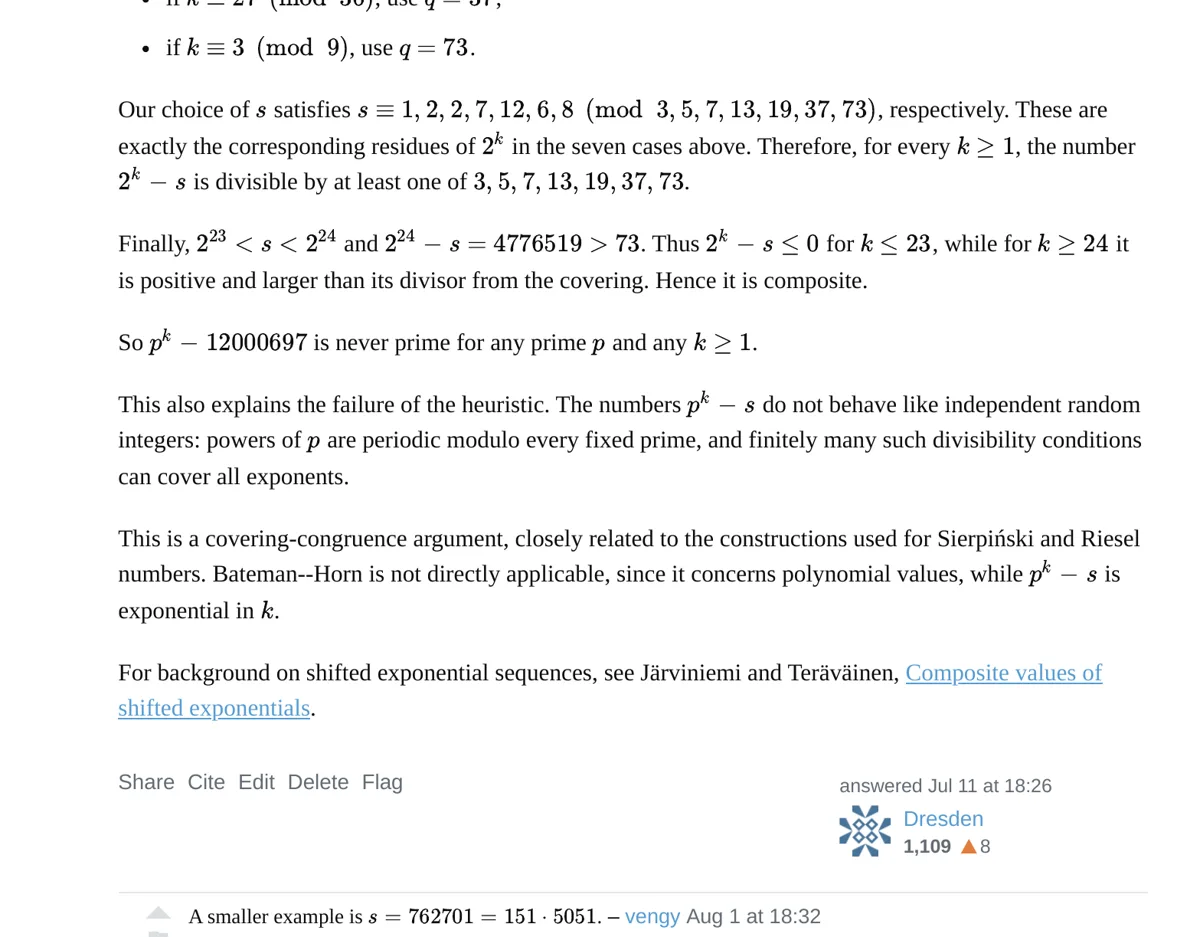 • if k ≡ 27 (mod 36), use q = 37;
• if k ≡ 3 (mod 9), use q = 73.
Our choice of s satisfies s ≡ 1, 2, 2, 7, 12, 6, 8 (mod 3, 5, 7, 13, 19, 37, 73), respectively. These are
exactly the corresponding residues of 2^k in the seven cases above. Therefore, for every k ≥ 1, the number
2^k − s is divisible by at least one of 3, 5, 7, 13, 19, 37, 73.
Finally, 2^23 < s < 2^24 and 2^24 − s = 4776519 > 73. Thus 2^k − s ≤ 0 for k ≤ 23, while for k ≥ 24 it
is positive and larger than its divisor from the covering. Hence it is composite.
So p^k − 12000697 is never prime for any prime p and any k ≥ 1.
This also explains the failure of the heuristic. The numbers p^k − s do not behave like independent random
integers: powers of p are periodic modulo every fixed prime, and finitely many such divisibility conditions
can cover all exponents.
This is a covering-congruence argument, closely related to the constructions used for Sierpiński and Riesel
numbers. Bateman--Horn is not directly applicable, since it concerns polynomial values, while p^k − s is
exponential in k.
For background on shifted exponential sequences, see Järviniemi and Teräväinen, Composite values of
shifted exponentials.
Share Cite Edit Delete Flag
answered Jul 11 at 18:26
Dresden
1,109 ▲8
A smaller example is s = 762701 = 151 · 5051. – vengy Aug 1 at 18:32